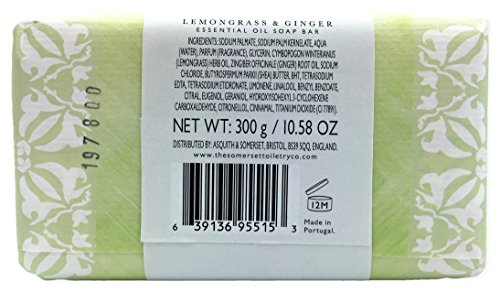 LEMONGRASS & GINGER
ESSENTIAL OIL SOAP BAR
INGREDIENTS: SODIUM PALMATE, SODIUM PALM KERNELATE, AQUA
(WATER), PARFUM (FRAGRANCE), GLYCERIN, CYMBOPOGON WINTERIANUS
(LEMONGRASS) HERB OIL, ZINGIBER OFFICINALE (GINGER) ROOT OIL, SODIUM
CHLORIDE, BUTYROSPERMUM PARKII (SHEA) BUTTER, BHT, TETRASODIUM
EDTA, TETRASODIUM ETIDRONATE, LIMONENE, LINALOOL, BENZYL BENZOATE,
CITRAL, EUGENOL, GERANIOL, HYDROXYISOHEXYL 3-CYCLOHEXENE
CARBOXALDEHYDE, CITRONELLOL, CINNAMAL, TITANIUM DIOXIDE (CI 77891).
NET WT: 300 g / 10.58 OZ
DISTRIBUTED BY: ASQUITH & SOMERSET, BRISTOL, BS39 5QQ, ENGLAND.
www.thesomersettoiletryco.com
197800
6 39136 95515 3
12M
Made in
Portugal.